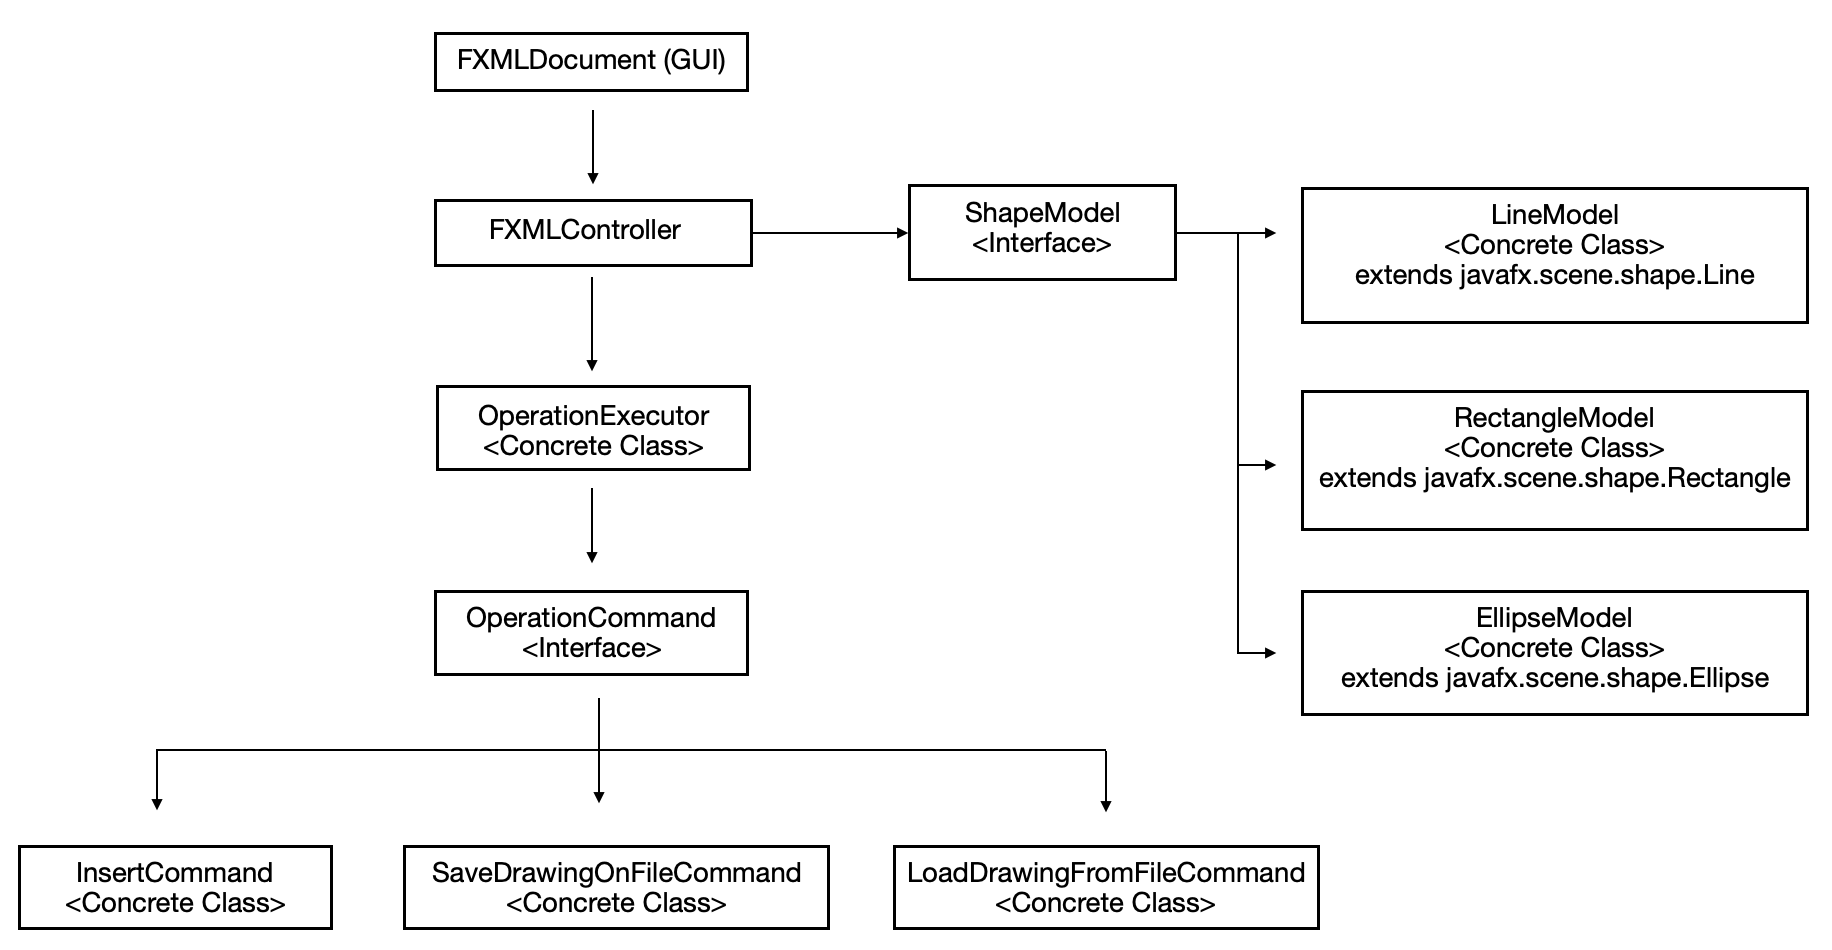 FXMLDocument (GUI)
FXMLController
ShapeModel
<Interface>
LineModel
<Concrete Class>
extends javafx.scene.shape.Line
OperationExecutor
<Concrete Class>
RectangleModel
<Concrete Class>
extends javafx.scene.shape.Rectangle
OperationCommand
<Interface>
EllipseModel
<Concrete Class>
extends javafx.scene.shape.Ellipse
InsertCommand
<Concrete Class>
SaveDrawingOnFileCommand
<Concrete Class>
LoadDrawingFromFileCommand
<Concrete Class>